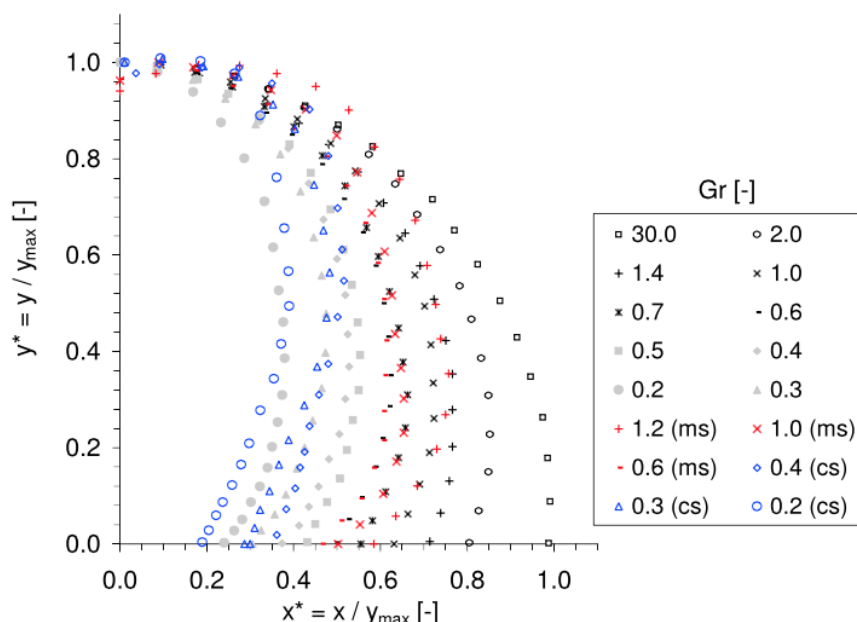 1.0
0.8
0.6
0.4
0.2
0.0
y* = y / y_max [-]
0.0 0.2 0.4 0.6 0.8 1.0
x* = x / y_max [-]
Gr [-]
30.0 2.0
1.4 1.0
0.7 0.6
0.5 0.4
0.2 0.3
1.2 (ms) 1.0 (ms)
0.6 (ms) 0.4 (cs)
0.3 (cs) 0.2 (cs)